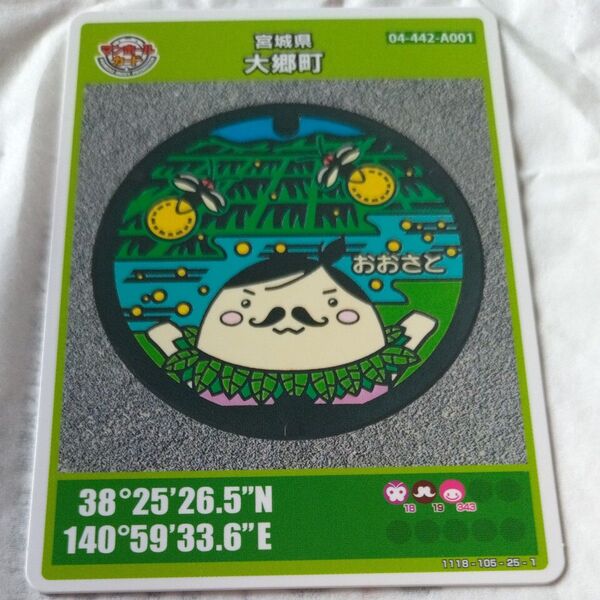 マンホール
カード
宮城県
大郷町
04-442-A001
おおさと
38°25'26.5”N
140°59'33.6”E
18 19 343
1118-105-25-1